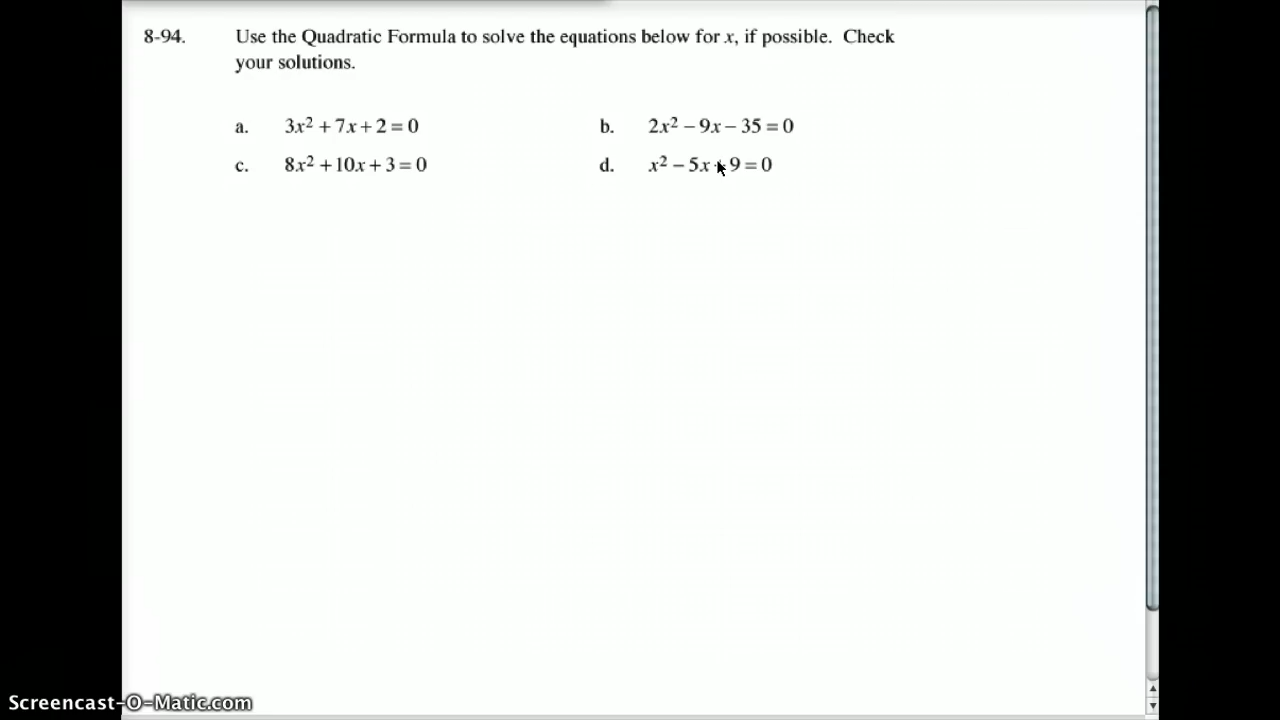 8-94. Use the Quadratic Formula to solve the equations below for x, if possible. Check
your solutions.
a. 3x² + 7x + 2 = 0 b. 2x² − 9x − 35 = 0
c. 8x² + 10x + 3 = 0 d. x² − 5x + 9 = 0
Screencast-O-Matic.com